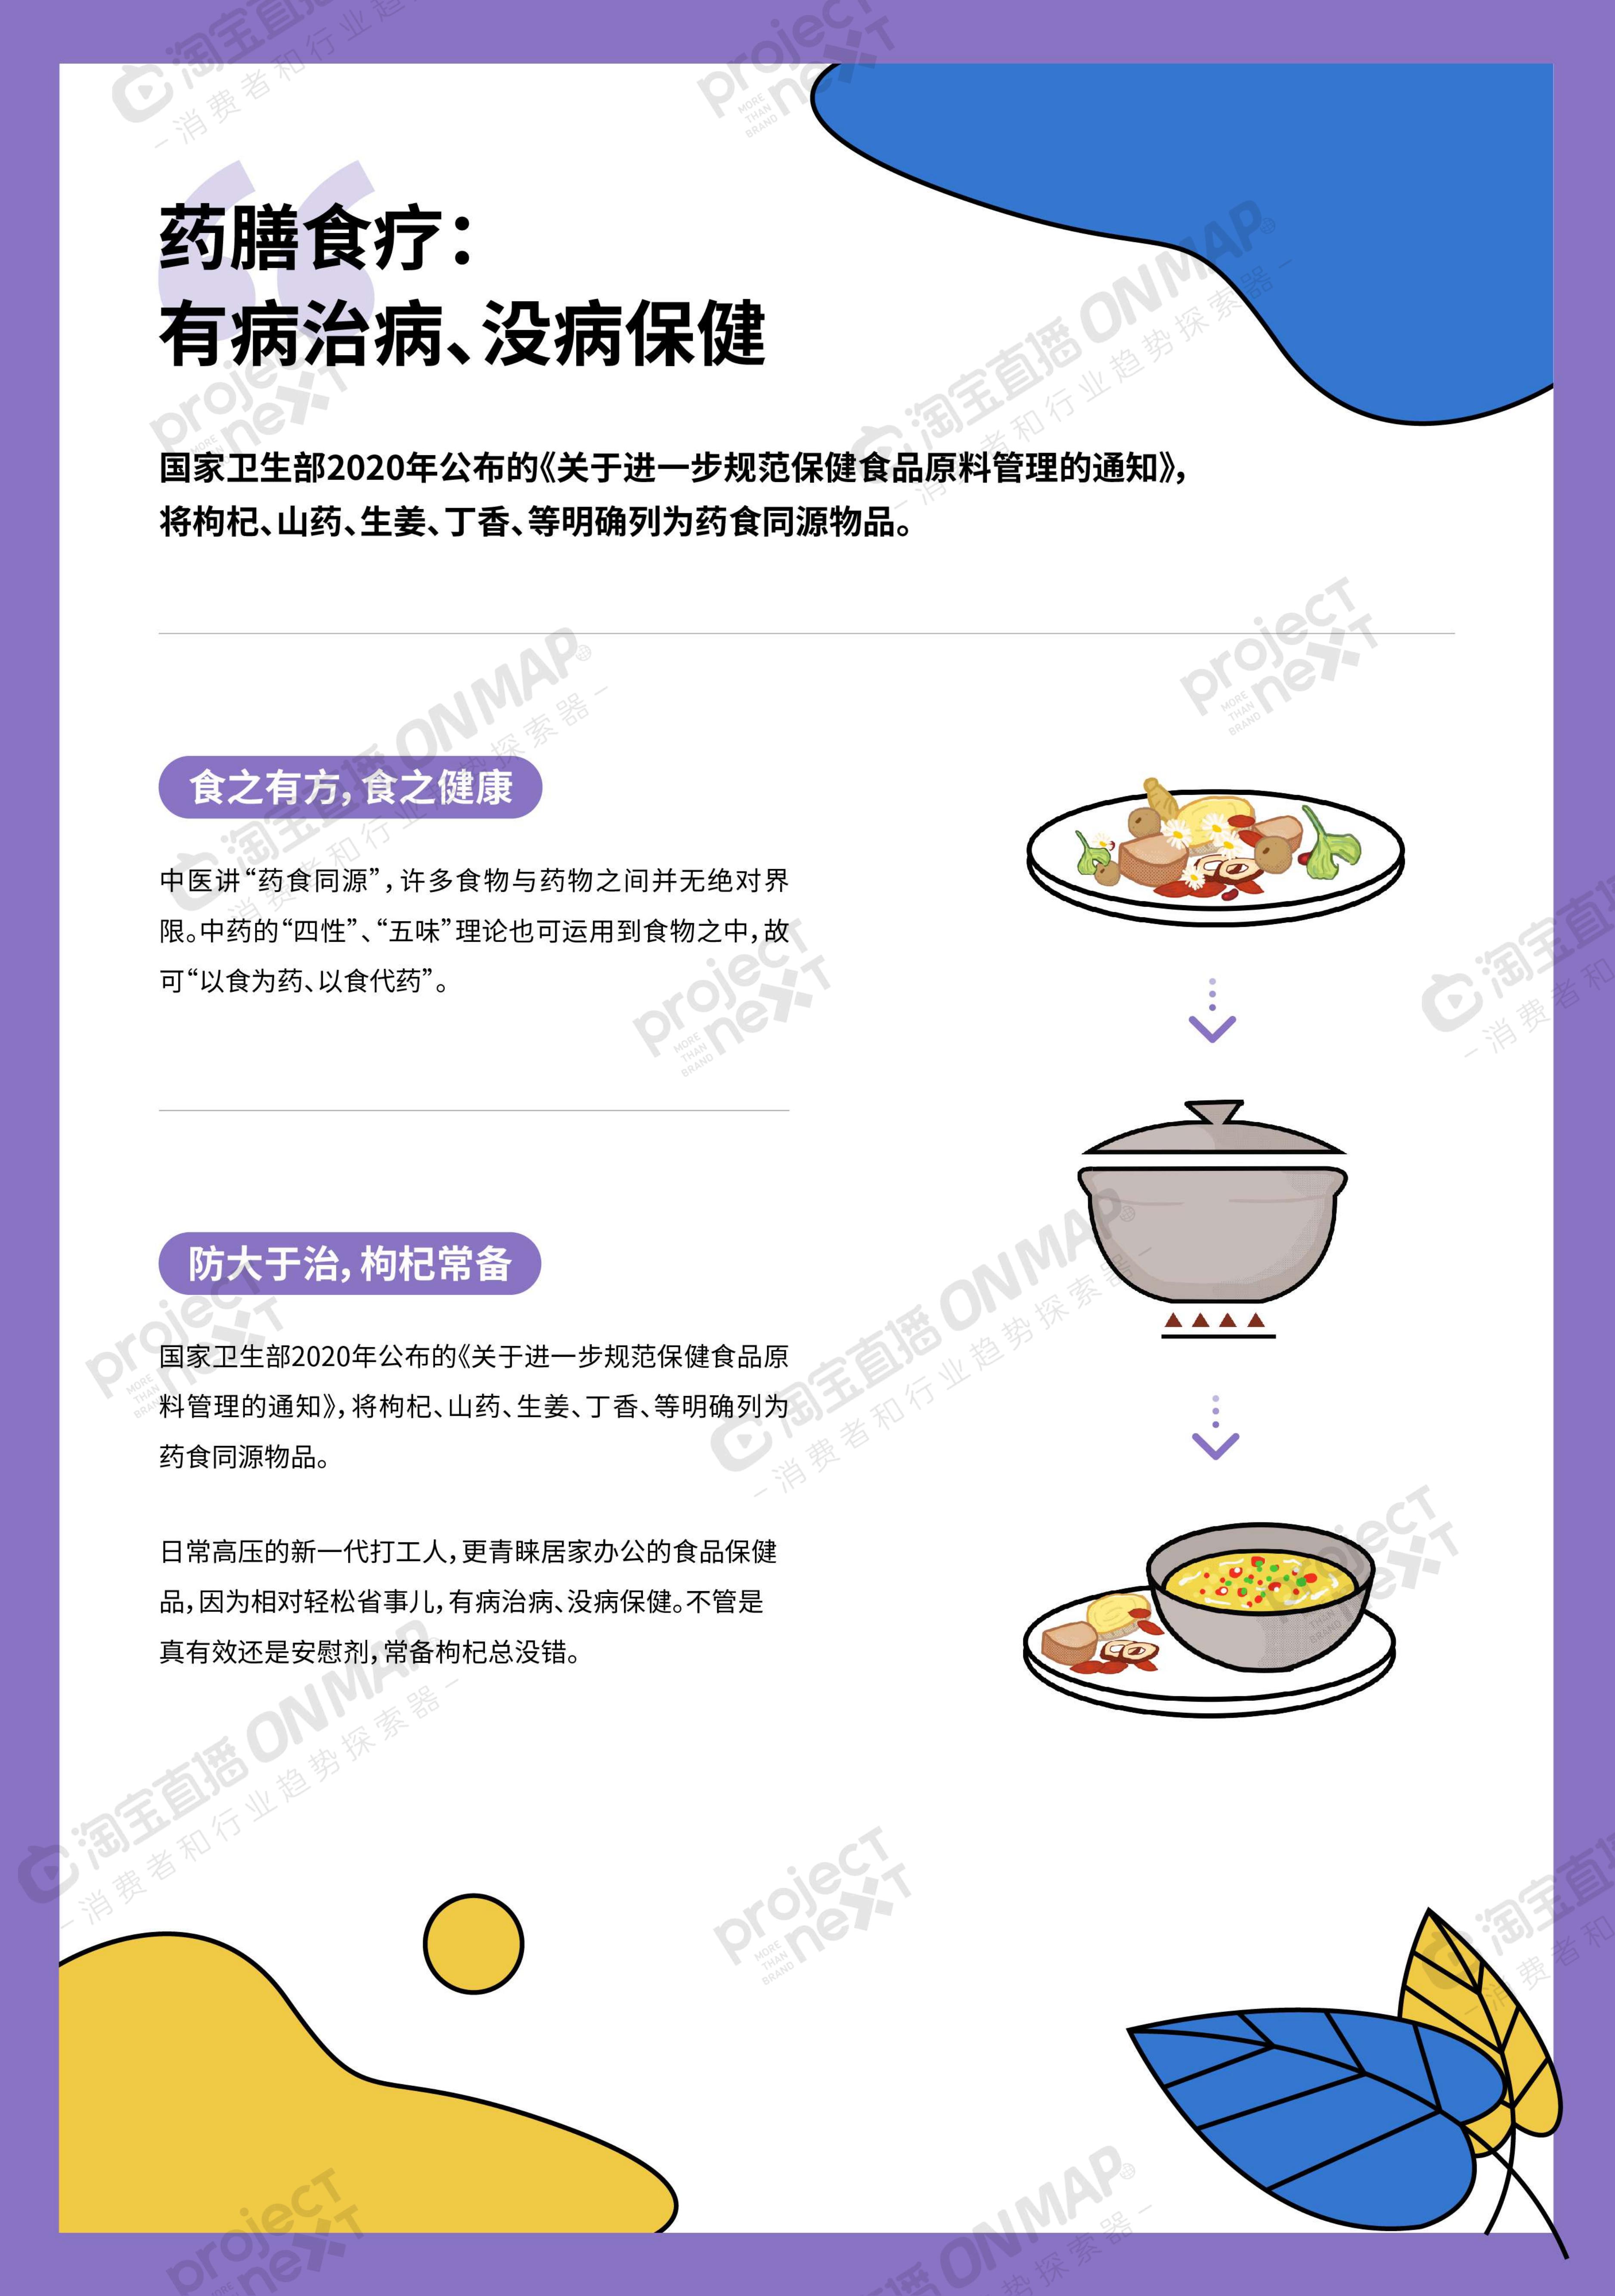 药膳食疗：
有病治病、没病保健
国家卫生部2020年公布的《关于进一步规范保健食品原料管理的通知》，
将枸杞、山药、生姜、丁香、等明确列为药食同源物品。
食之有方，食之健康
中医讲“药食同源”，许多食物与药物之间并无绝对界
限。中药的“四性”、“五味”理论也可运用到食物之中，故
可“以食为药、以食代药”。
防大于治，枸杞常备
国家卫生部2020年公布的《关于进一步规范保健食品原
料管理的通知》，将枸杞、山药、生姜、丁香、等明确列为
药食同源物品。
日常高压的新一代打工人，更青睐居家办公的食品保健
品，因为相对轻松省事儿，有病治病、没病保健。不管是
真有效还是安慰剂，常备枸杞总没错。
淘宝直播 ON MAP
－消费者和行业趋势探索器－
projecT
neXT
MORE
THAN
BRAND